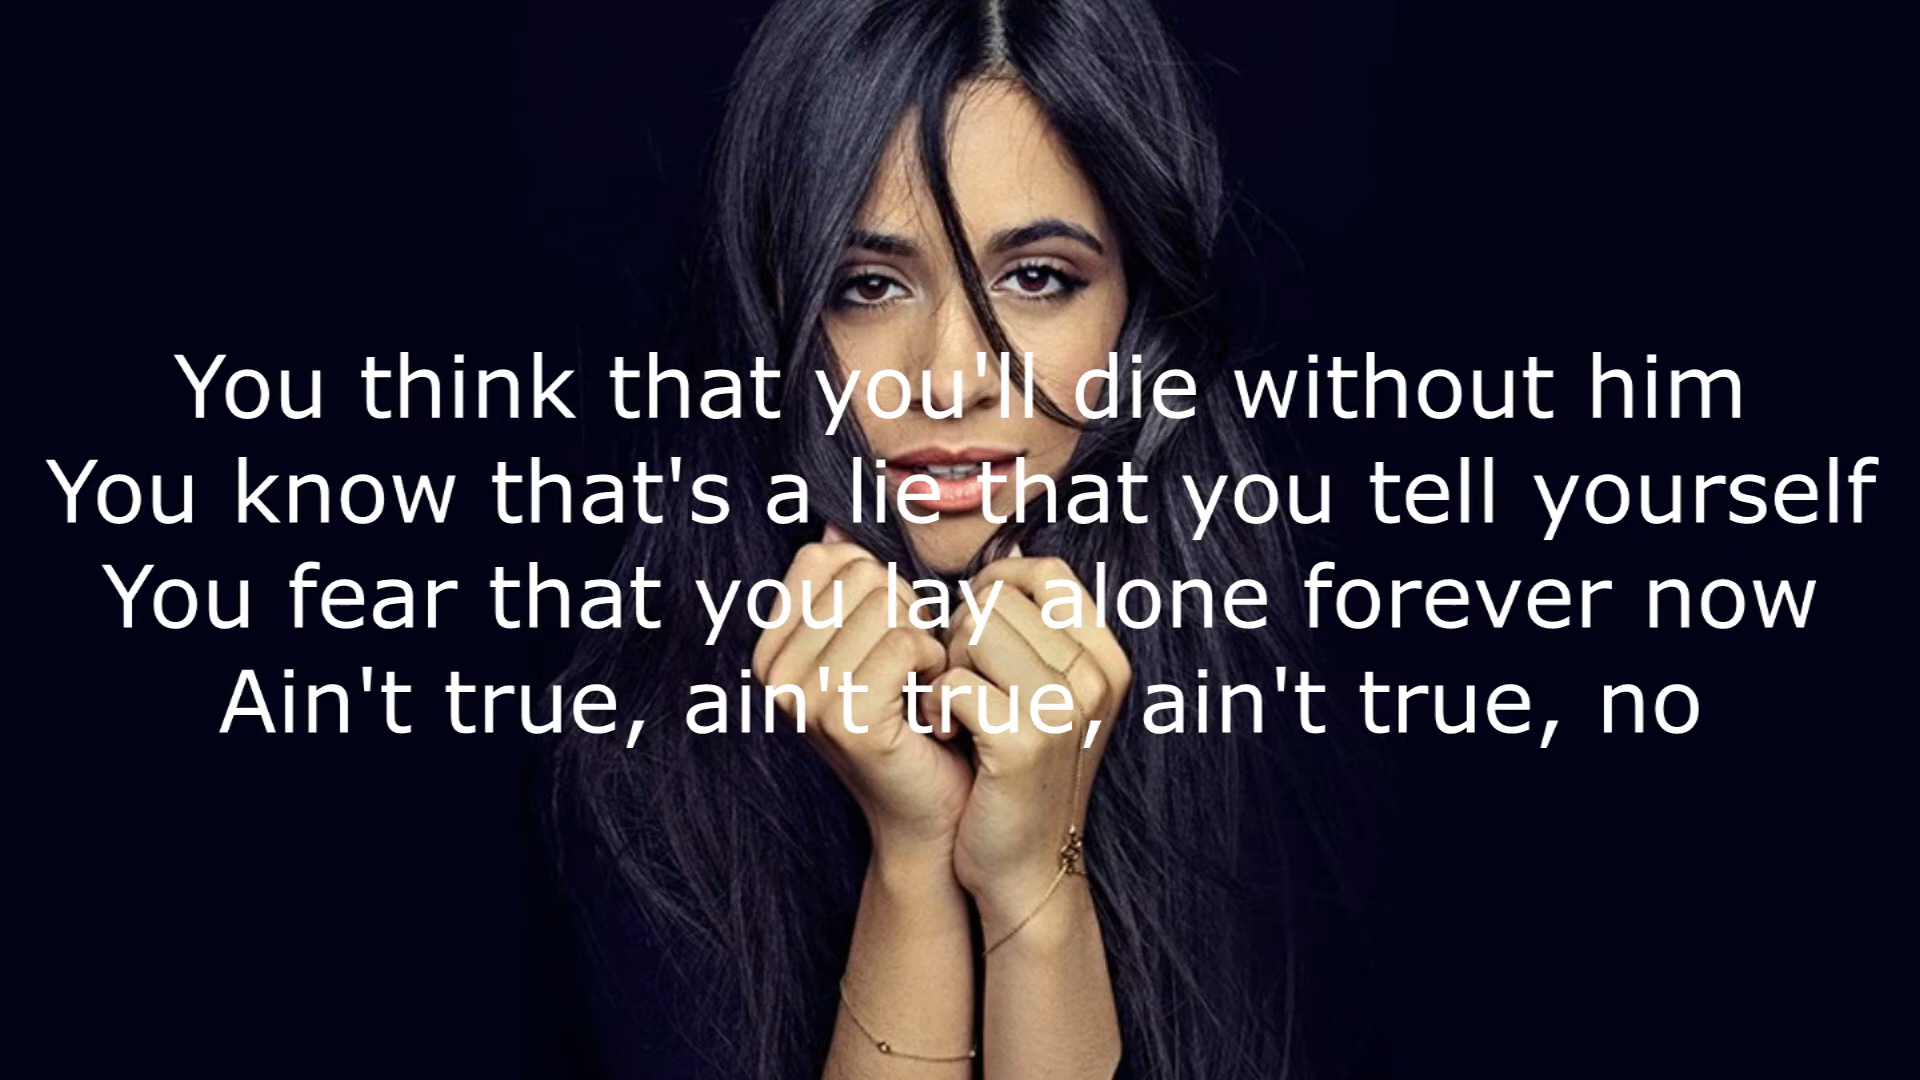 You think that you'll die without him
You know that's a lie that you tell yourself
You fear that you lay alone forever now
Ain't true, ain't true, ain't true, no